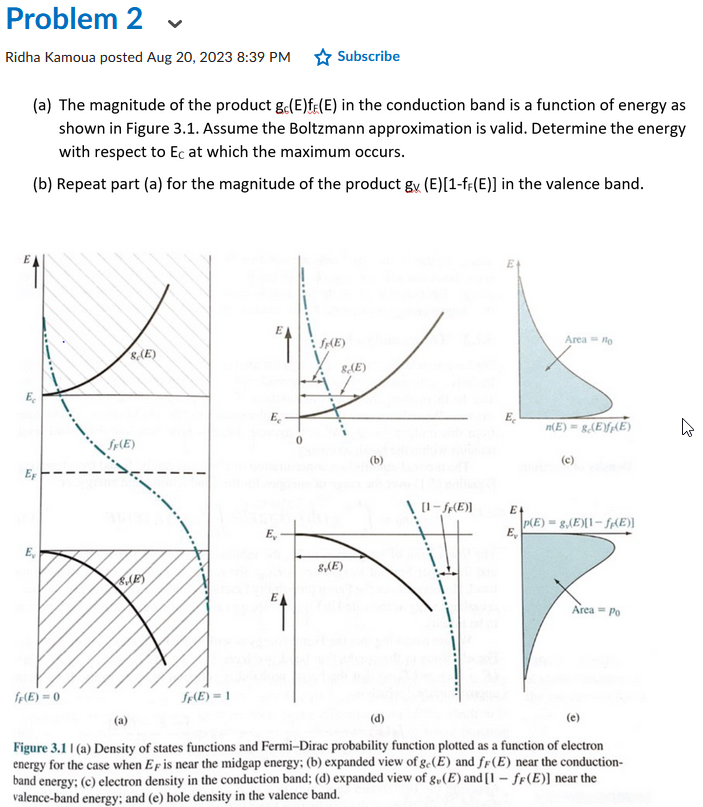 Problem 2
Ridha Kamoua posted Aug 20, 2023 8:39 PM Subscribe
(a) The magnitude of the product gc(E)fF(E) in the conduction band is a function of energy as
shown in Figure 3.1. Assume the Boltzmann approximation is valid. Determine the energy
with respect to EC at which the maximum occurs.
(b) Repeat part (a) for the magnitude of the product gv (E)[1-fF(E)] in the valence band.
E
gc(E)
Ec
fF(E)
EF
Ev
gv(E)
fF(E) = 0
fF(E) = 1
(a)
E
fF(E)
gc(E)
Ec
0
(b)
E
Area = n0
Ec
n(E) = gc(E)fF(E)
(c)
[1 − fF(E)]
Ev
gv(E)
E
(d)
E
p(E) = gv(E)[1 − fF(E)]
Ev
Area = p0
(e)
Figure 3.1 | (a) Density of states functions and Fermi–Dirac probability function plotted as a function of electron
energy for the case when EF is near the midgap energy; (b) expanded view of gc(E) and fF(E) near the conduction-
band energy; (c) electron density in the conduction band; (d) expanded view of gv(E) and [1 − fF(E)] near the
valence-band energy; and (e) hole density in the valence band.